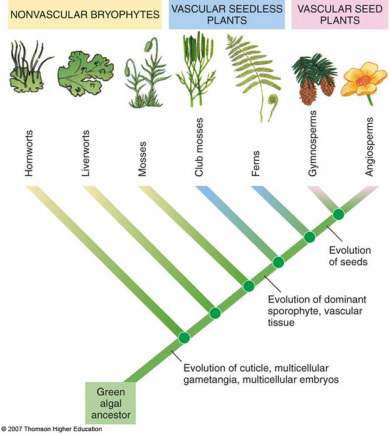 NONVASCULAR BRYOPHYTES
VASCULAR SEEDLESS
PLANTS
VASCULAR SEED
PLANTS
Hornworts
Liverworts
Mosses
Club mosses
Ferns
Gymnosperms
Angiosperms
Evolution
of seeds
Evolution of dominant
sporophyte, vascular
tissue
Evolution of cuticle, multicellular
gametangia, multicellular embryos
Green
algal
ancestor
© 2007 Thomson Higher Education